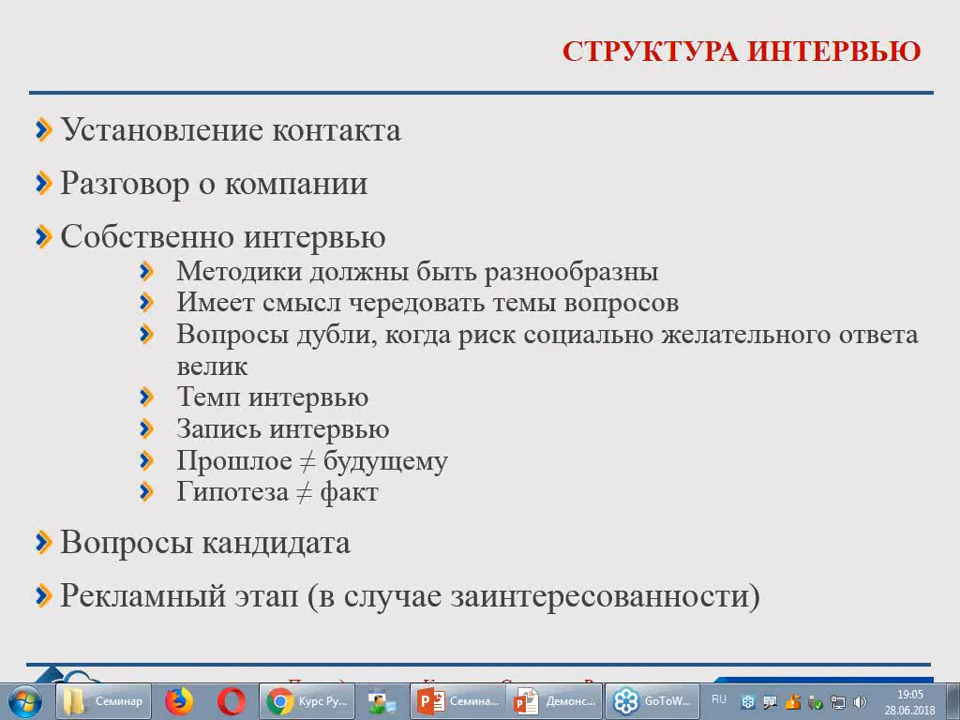 СТРУКТУРА ИНТЕРВЬЮ
Установление контакта
Разговор о компании
Собственно интервью
Методики должны быть разнообразны
Имеет смысл чередовать темы вопросов
Вопросы дубли, когда риск социально желательного ответа
велик
Темп интервью
Запись интервью
Прошлое ≠ будущему
Гипотеза ≠ факт
Вопросы кандидата
Рекламный этап (в случае заинтересованности)
Семинар
Курс Ру...
Семина...
Демонс...
GoToW...
RU
19:05
28.06.2018